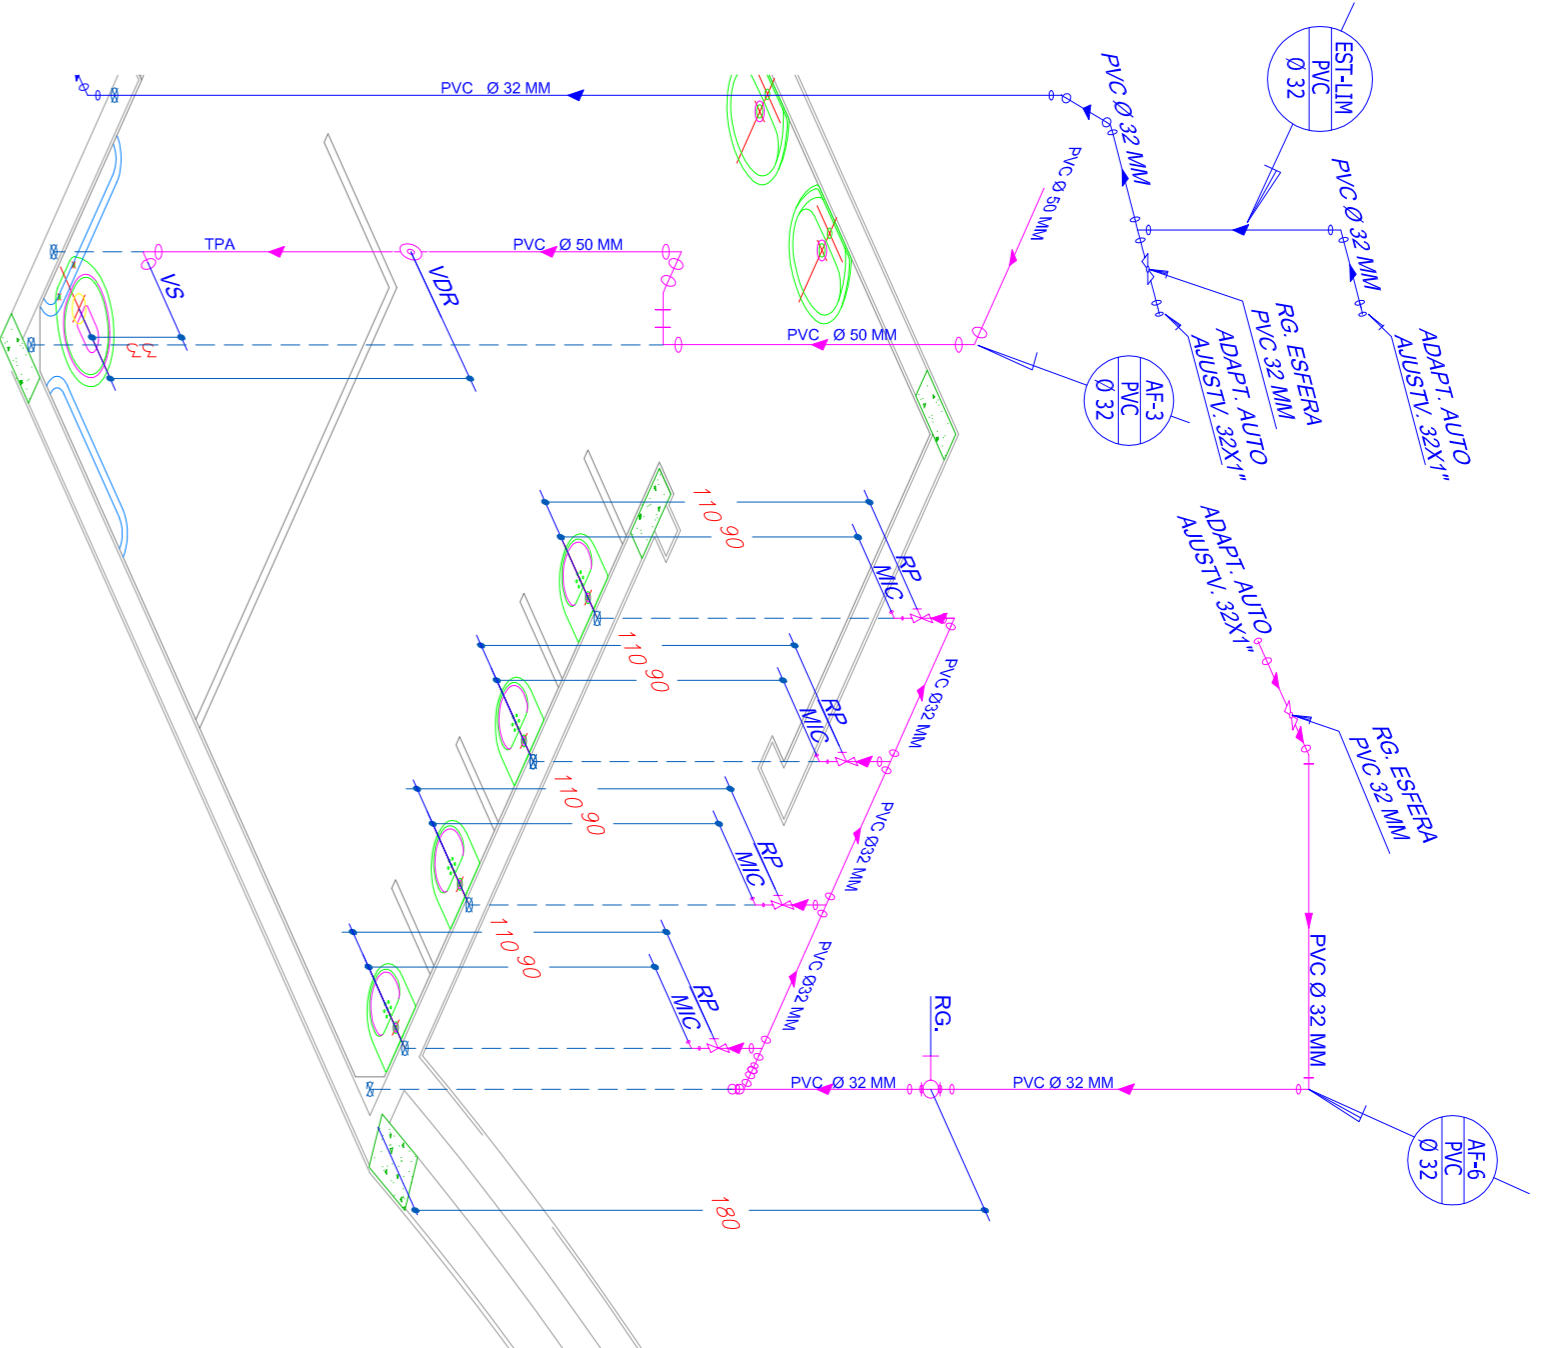 EST-LIM
PVC
Ø 32
PVC Ø 32 MM
PVC Ø 32 MM
PVC Ø 32 MM
PVC Ø 50 MM
ADAPT. AUTO
AJUSTV. 32X1"
RG. ESFERA
PVC 32 MM
ADAPT. AUTO
AJUSTV. 32X1"
AF-3
PVC
Ø 32
TPA
PVC Ø 50 MM
PVC Ø 50 MM
VS
VDR
33
ADAPT. AUTO
AJUSTV. 32X1"
RG. ESFERA
PVC 32 MM
110
90
RP
MIC
PVC Ø32 MM
110
90
RP
MIC
PVC Ø32 MM
110
90
RP
MIC
PVC Ø32 MM
110
90
RP
MIC
RG.
PVC Ø 32 MM
PVC Ø 32 MM
PVC Ø 32 MM
AF-6
PVC
Ø 32
180